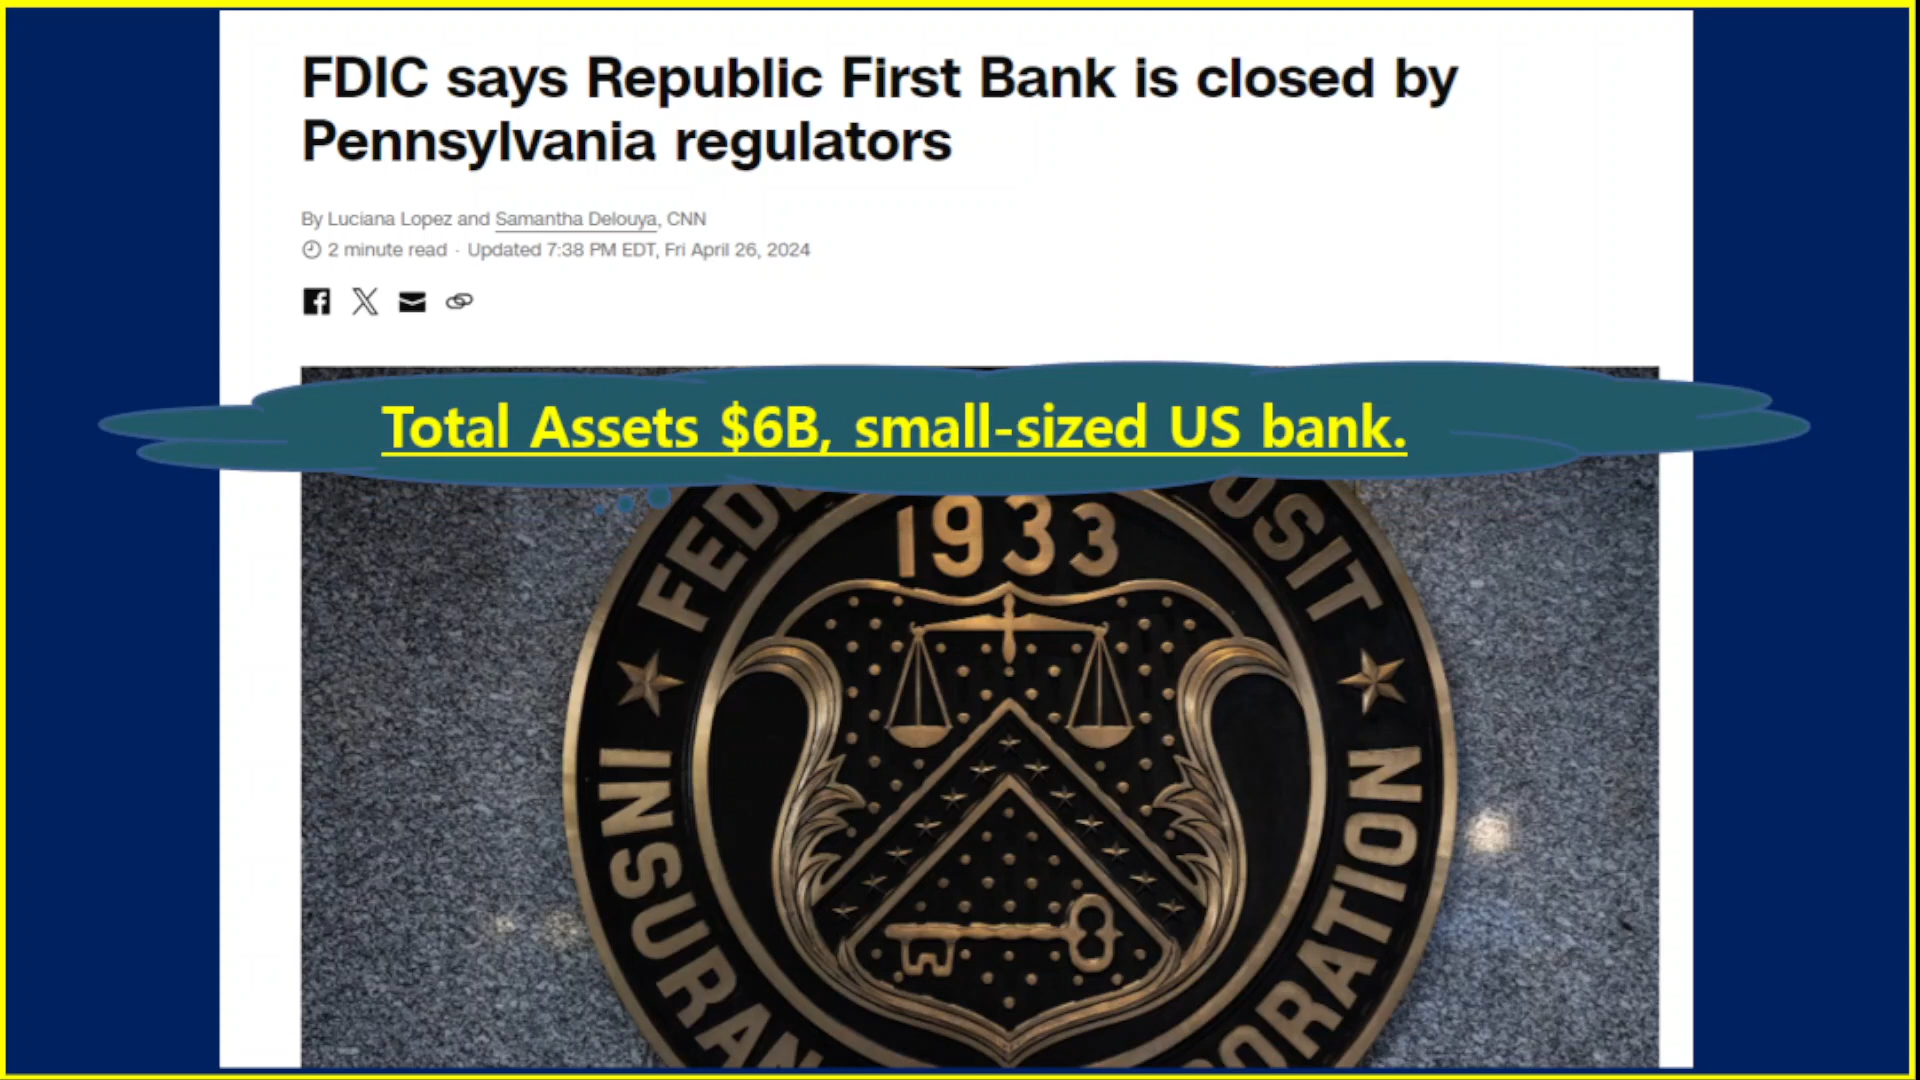 FDIC says Republic First Bank is closed by
Pennsylvania regulators
By Luciana Lopez and Samantha Delouya, CNN
2 minute read · Updated 7:38 PM EDT, Fri April 26, 2024
Total Assets $6B, small-sized US bank.
1933